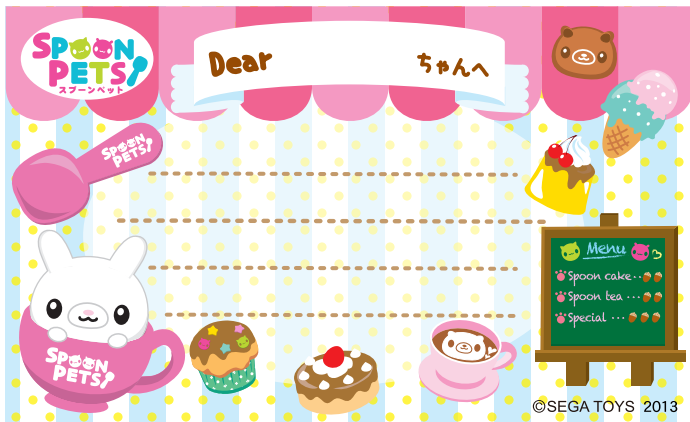 SPOON
PETS!
スプーンペット
Dear ちゃんへ
SPOON
PETS!
Menu
Spoon cake...
Spoon tea ...
Special ....
SPOON
PETS!
©SEGA TOYS 2013